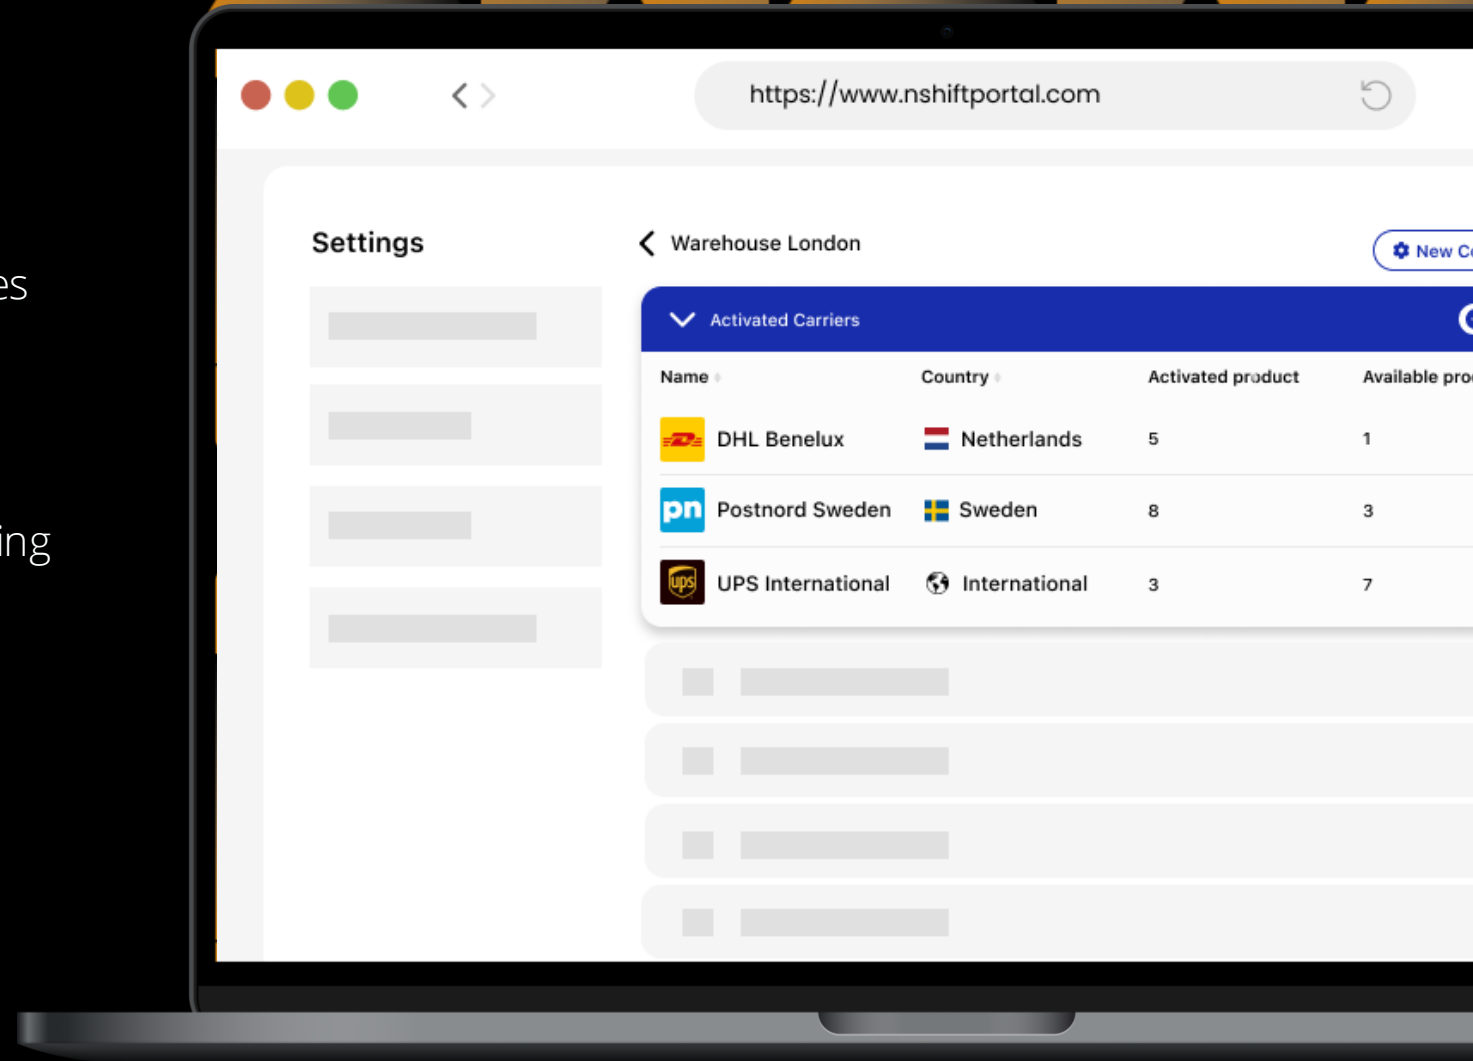 es
ing
https://www.nshiftportal.com
Settings
Warehouse London
New Co
Activated Carriers
Name Country Activated product Available pro
DHL Benelux Netherlands 5 1
pn Postnord Sweden Sweden 8 3
ups UPS International International 3 7